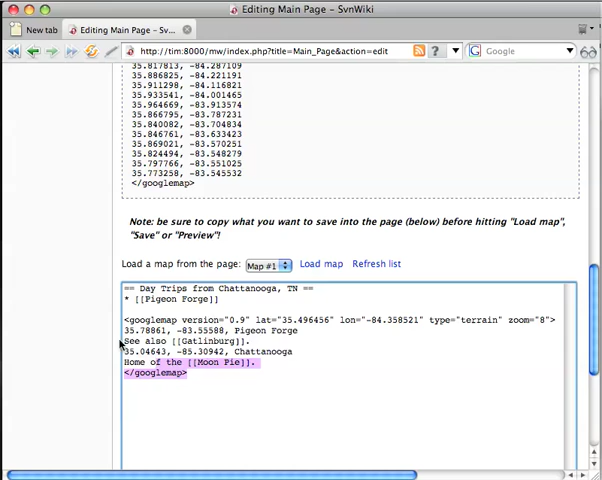 Editing Main Page - SvnWiki
New tab
Editing Main Page - Sv...
http://tim:8000/mw/index.php?title=Main_Page&action=edit
?
G Google
35.817813, -84.287109
35.886825, -84.221191
35.911298, -84.116821
35.933541, -84.001465
35.964669, -83.913574
35.866795, -83.787231
35.840082, -83.704834
35.846761, -83.633423
35.869021, -83.570251
35.824494, -83.548279
35.797766, -83.551025
35.773258, -83.545532
</googlemap>
Note: be sure to copy what you want to save into the page (below) before hitting "Load map",
"Save" or "Preview"!
Load a map from the page: Map #1 Load map Refresh list
== Day Trips from Chattanooga, TN ==
* [[Pigeon Forge]]
<googlemap version="0.9" lat="35.496456" lon="-84.358521" type="terrain" zoom="8">
35.78861, -83.55588, Pigeon Forge
See also [[Gatlinburg]].
35.04643, -85.30942, Chattanooga
Home of the [[Moon Pie]].
</googlemap>